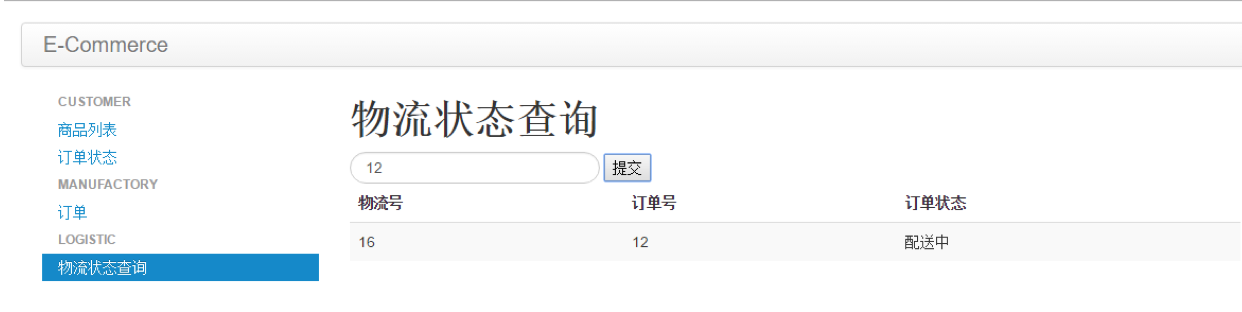 E-Commerce
CUSTOMER
商品列表
订单状态
MANUFACTORY
订单
LOGISTIC
物流状态查询
物流状态查询
12 提交
物流号 订单号 订单状态
16 12 配送中